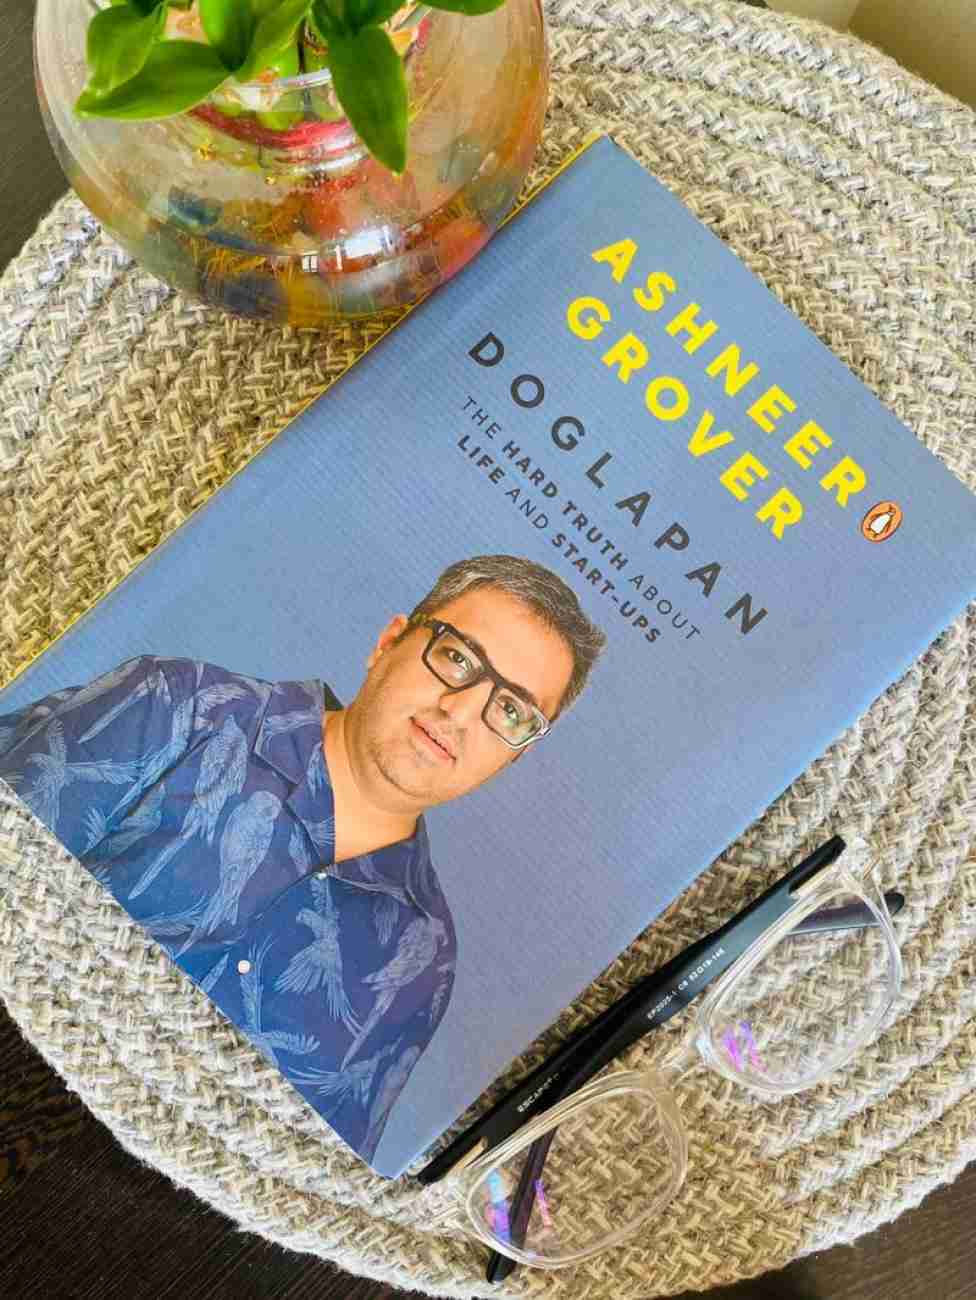 ASHNEER
GROVER
DOGLAPAN
THE HARD TRUTH ABOUT
LIFE AND START-UPS